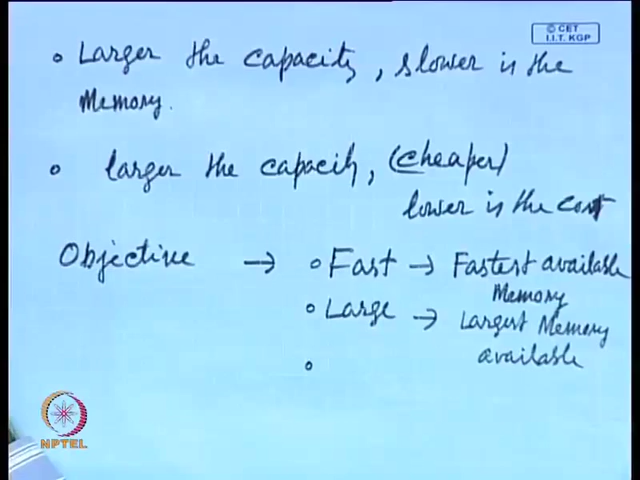 © CET
I.I.T. KGP
• Larger the capacity, slower is the
Memory.
• larger the capacity, (cheaper)
lower is the cost
Objective → • Fast → Fastest available
Memory
• Large → Largest Memory
available
•
NPTEL